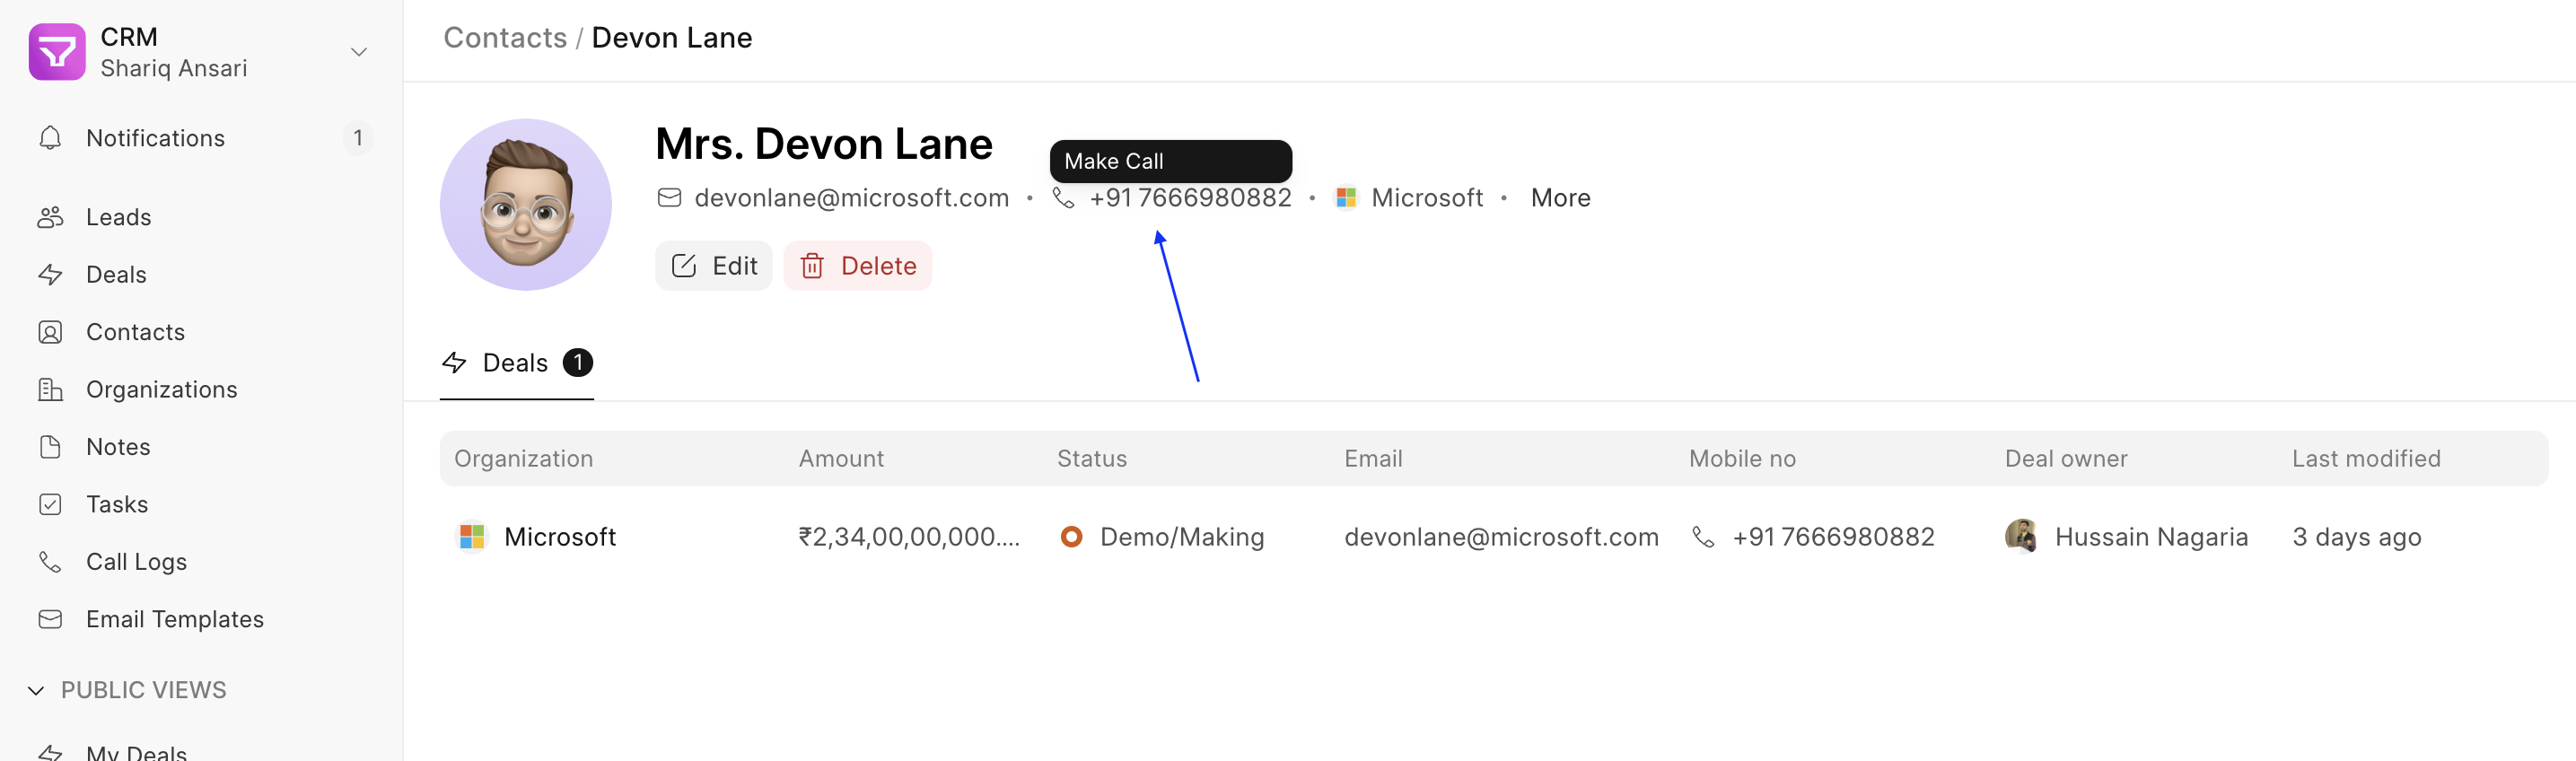 CRM
Shariq Ansari
Notifications 1
Leads
Deals
Contacts
Organizations
Notes
Tasks
Call Logs
Email Templates
PUBLIC VIEWS
My Deals
Contacts / Devon Lane
Mrs. Devon Lane
Make Call
devonlane@microsoft.com · +91 7666980882 · Microsoft · More
Edit Delete
Deals 1
Organization Amount Status Email Mobile no Deal owner Last modified
Microsoft ₹2,34,00,00,000.... Demo/Making devonlane@microsoft.com +91 7666980882 Hussain Nagaria 3 days ago